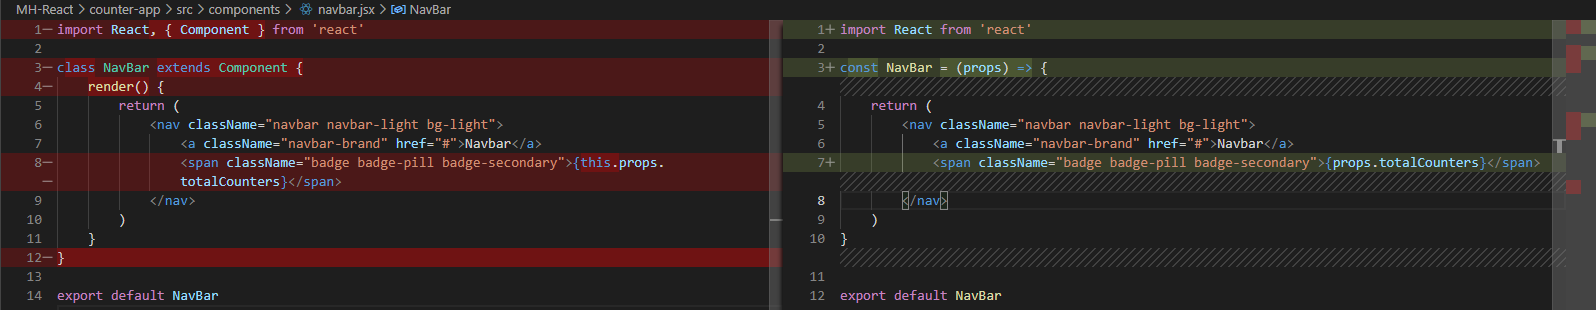 MH-React > counter-app > src > components > navbar.jsx > NavBar
1− import React, { Component } from 'react'
2
3− class NavBar extends Component {
4− render() {
5 return (
6 <nav className="navbar navbar-light bg-light">
7 <a className="navbar-brand" href="#">Navbar</a>
8− <span className="badge badge-pill badge-secondary">{this.props.
− totalCounters}</span>
9 </nav>
10 )
11 }
12− }
13
14 export default NavBar
1+ import React from 'react'
2
3+ const NavBar = (props) => {
4 return (
5 <nav className="navbar navbar-light bg-light">
6 <a className="navbar-brand" href="#">Navbar</a>
7+ <span className="badge badge-pill badge-secondary">{props.totalCounters}</span>
8 </nav>
9 )
10 }
11
12 export default NavBar